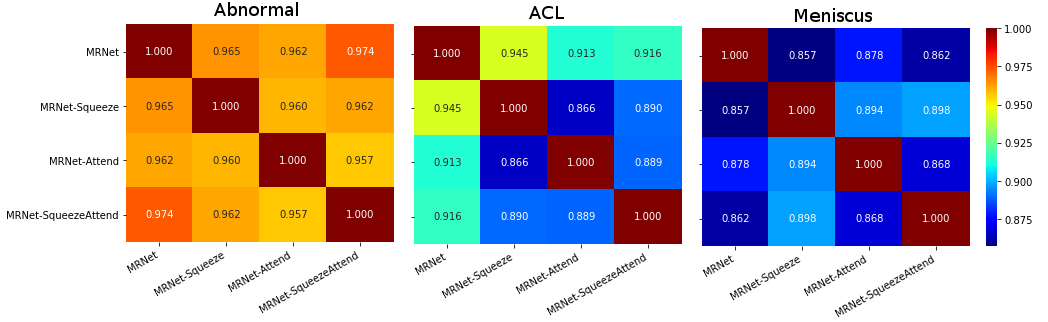 Abnormal
MRNet 1.000 0.965 0.962 0.974
MRNet-Squeeze 0.965 1.000 0.960 0.962
MRNet-Attend 0.962 0.960 1.000 0.957
MRNet-SqueezeAttend 0.974 0.962 0.957 1.000
MRNet MRNet-Squeeze MRNet-Attend MRNet-SqueezeAttend
ACL
1.000 0.945 0.913 0.916
0.945 1.000 0.866 0.890
0.913 0.866 1.000 0.889
0.916 0.890 0.889 1.000
MRNet MRNet-Squeeze MRNet-Attend MRNet-SqueezeAttend
Meniscus
1.000 0.857 0.878 0.862
0.857 1.000 0.894 0.898
0.878 0.894 1.000 0.868
0.862 0.898 0.868 1.000
MRNet MRNet-Squeeze MRNet-Attend MRNet-SqueezeAttend
1.000
0.975
0.950
0.925
0.900
0.875